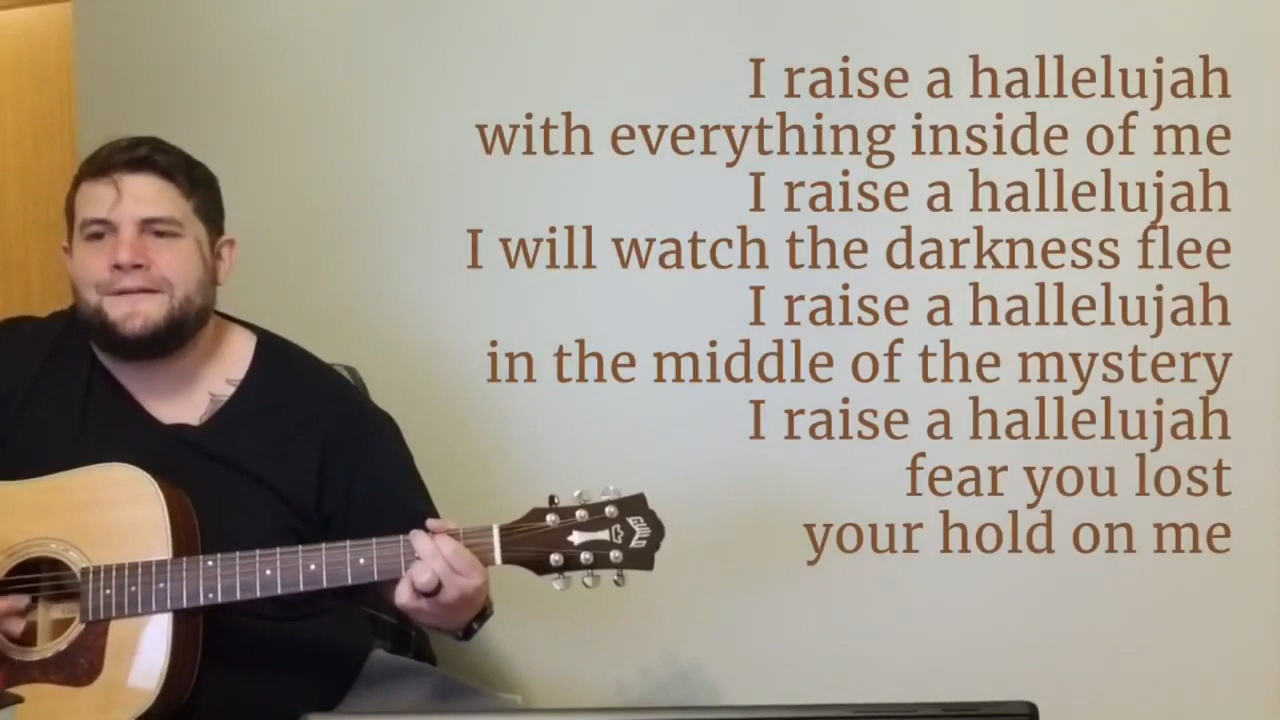 I raise a hallelujah
with everything inside of me
I raise a hallelujah
I will watch the darkness flee
I raise a hallelujah
in the middle of the mystery
I raise a hallelujah
fear you lost
your hold on me
GUILD